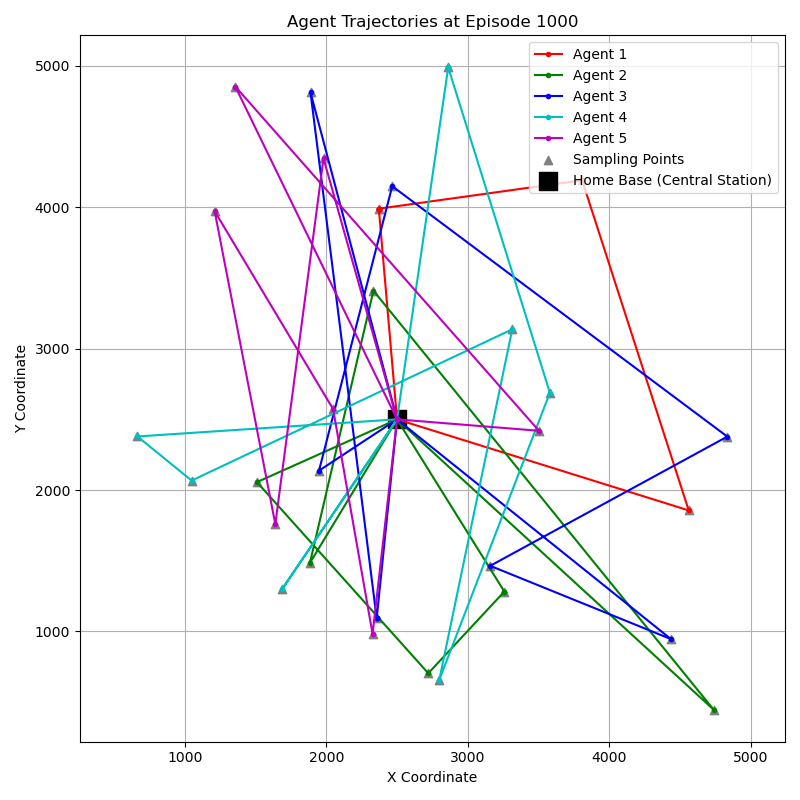 Agent Trajectories at Episode 1000
Agent 1
Agent 2
Agent 3
Agent 4
Agent 5
Sampling Points
Home Base (Central Station)
Y Coordinate
5000
4000
3000
2000
1000
1000 2000 3000 4000 5000
X Coordinate